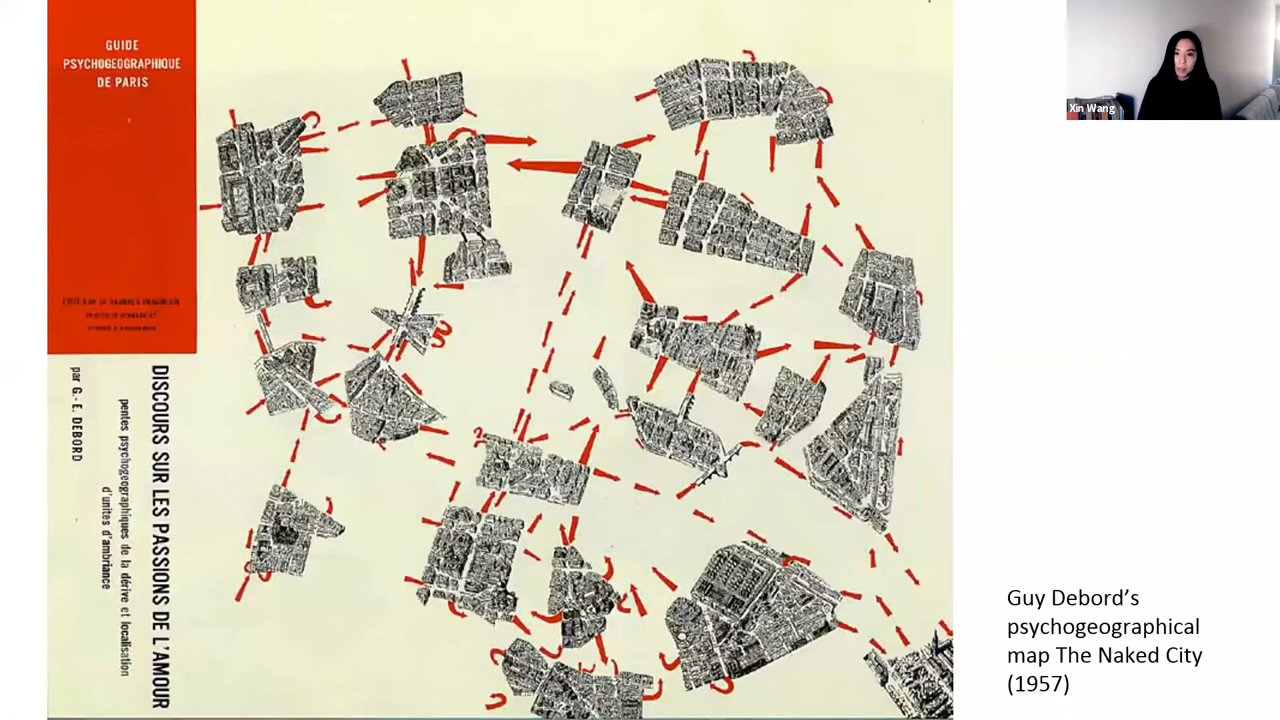 GUIDE
PSYCHOGEOGRAPHIQUE
DE PARIS
DISCOURS SUR LES PASSIONS DE L'AMOUR
pentes psychogeographiques de la dérive et localisation
d'unites d'ambiance
par G.-E. DEBORD
Xin Wang
Guy Debord's
psychogeographical
map The Naked City
(1957)